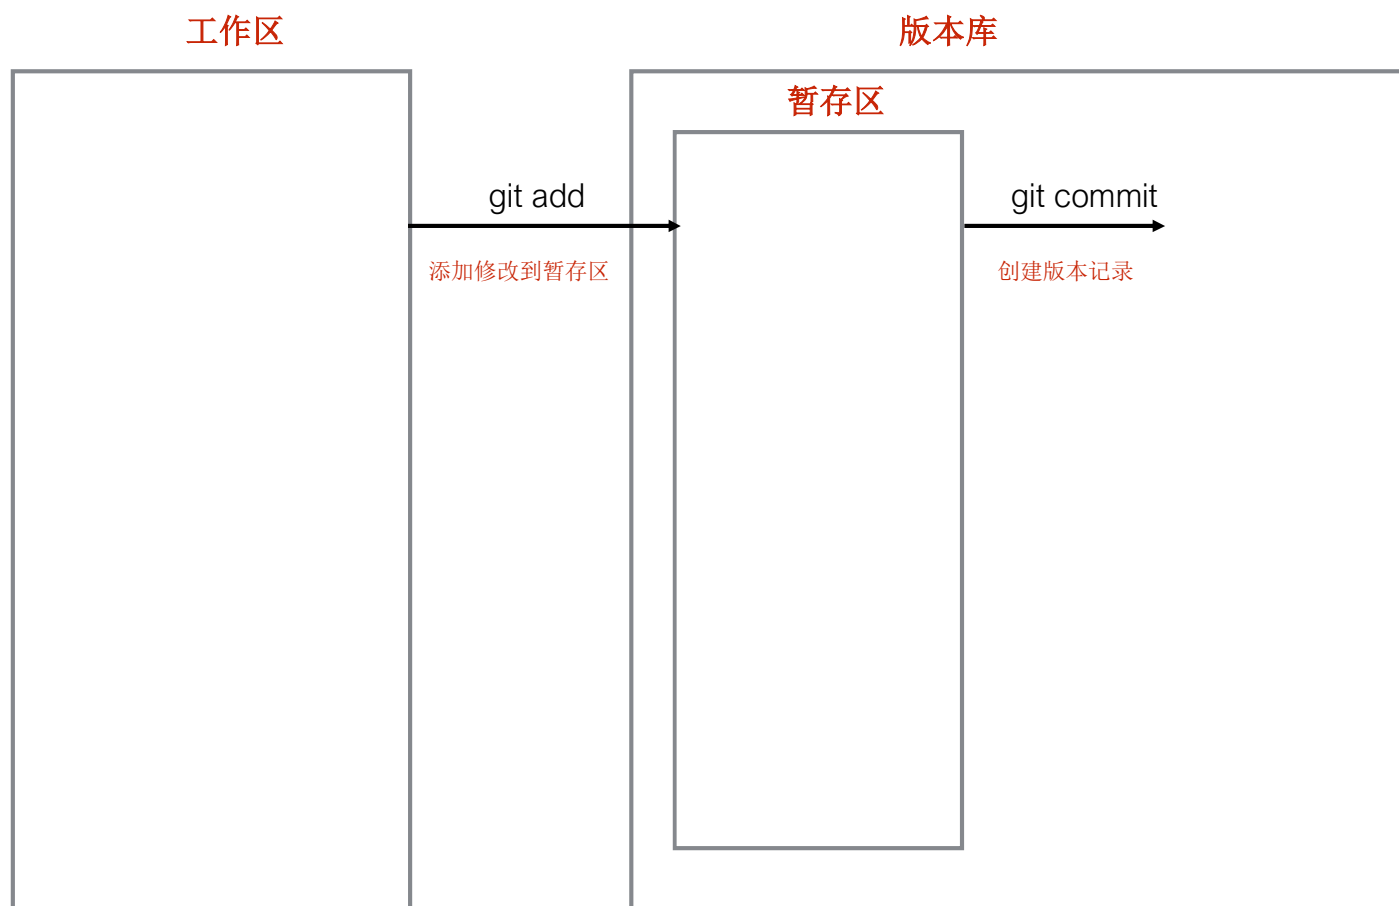 工作区
版本库
暂存区
git add
git commit
添加修改到暂存区
创建版本记录